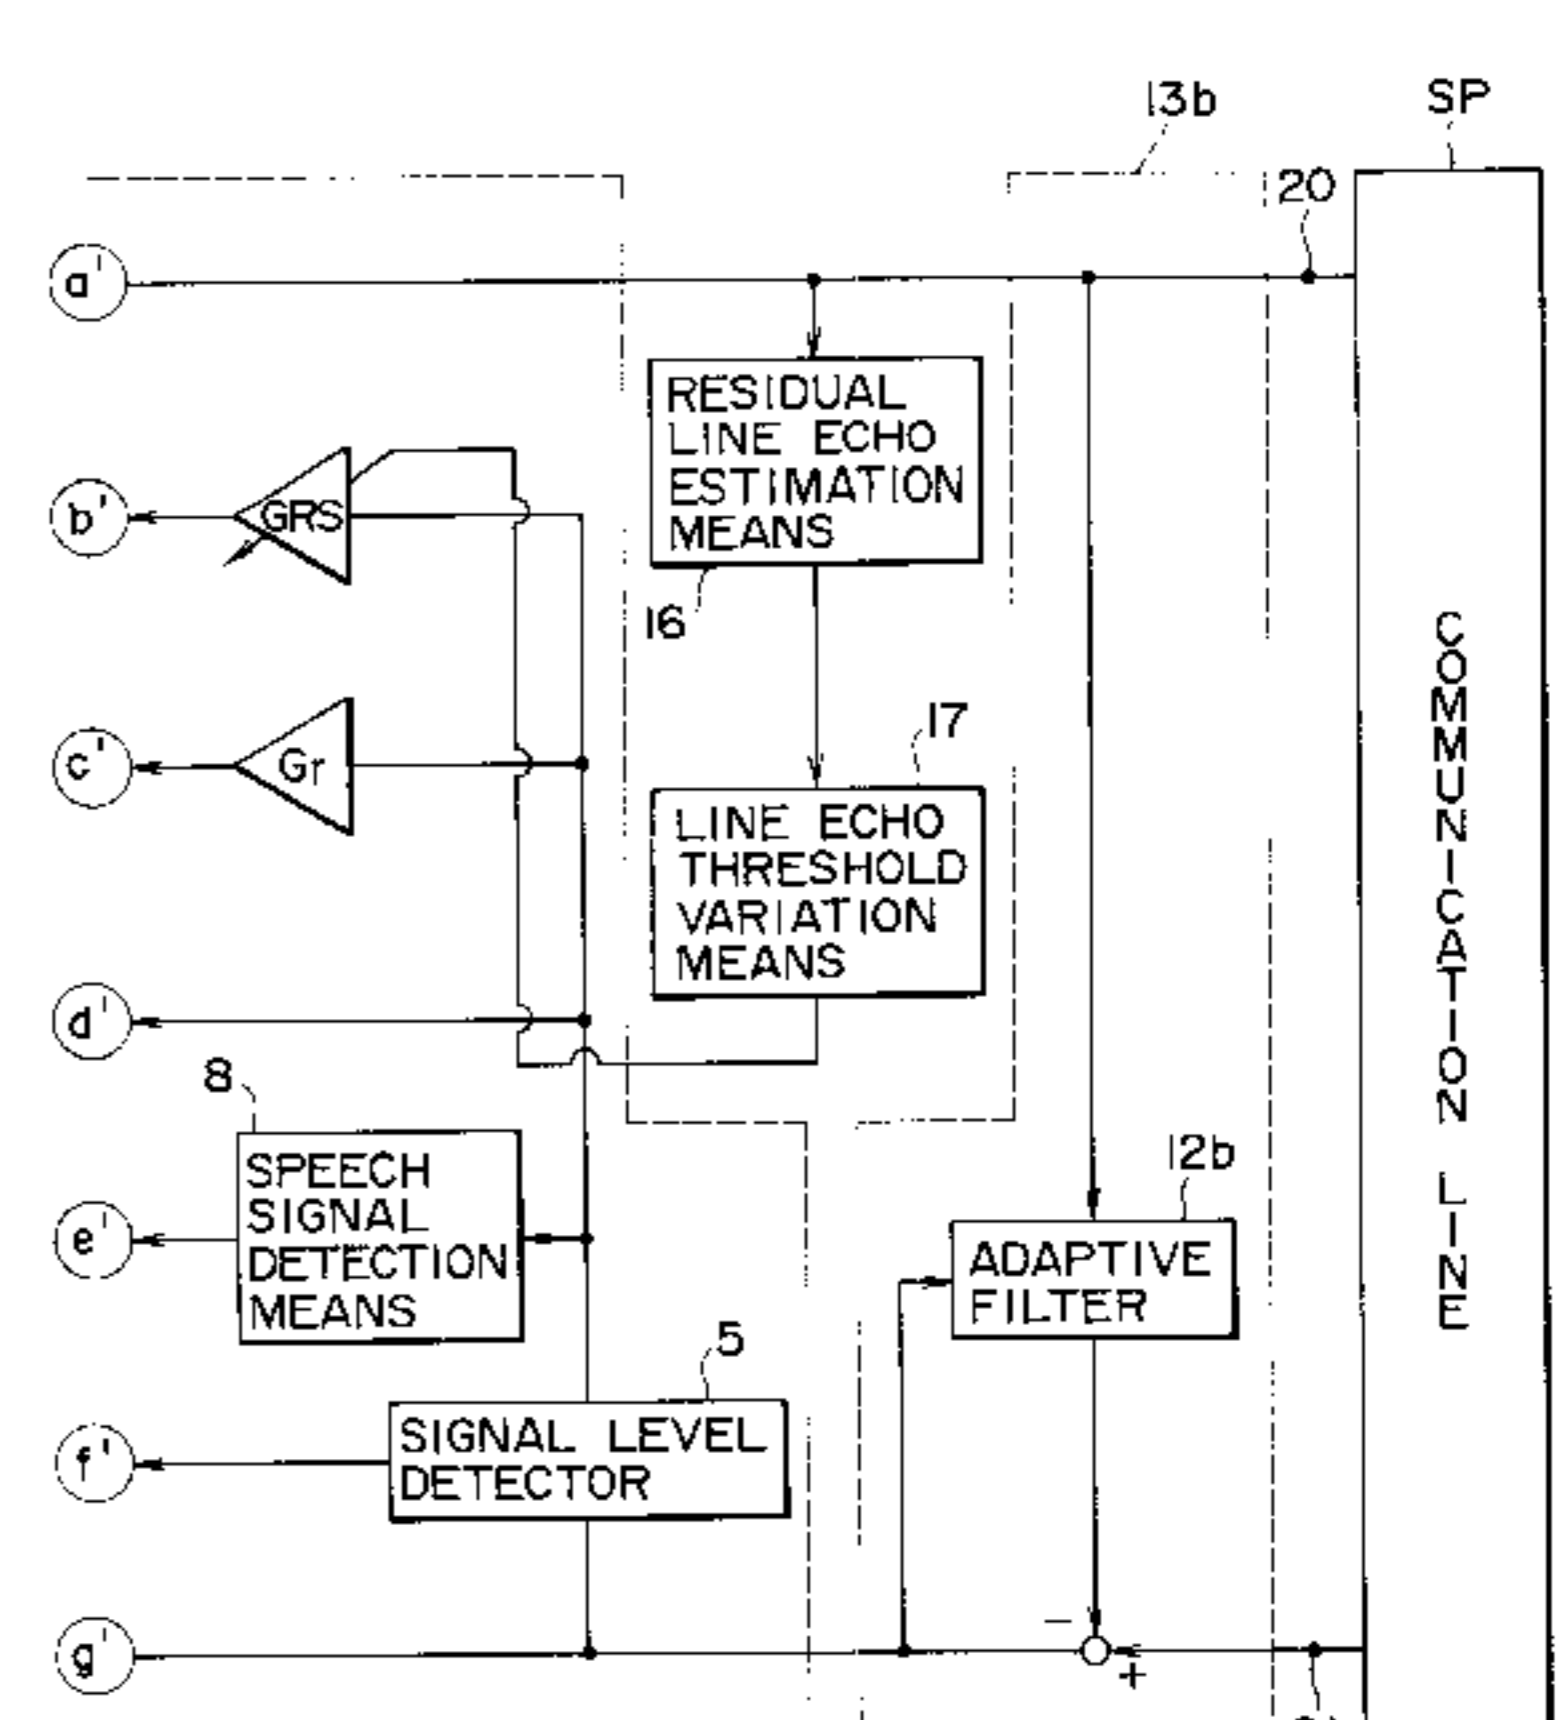 13b
SP
20
a'
RESIDUAL
LINE ECHO
ESTIMATION
MEANS
16
b'
GRS
17
c'
Gr
LINE ECHO
THRESHOLD
VARIATION
MEANS
d'
COMMUNICATION LINE
8
SPEECH
SIGNAL
DETECTION
MEANS
e'
12b
ADAPTIVE
FILTER
5
SIGNAL LEVEL
DETECTOR
f'
g'
−
+